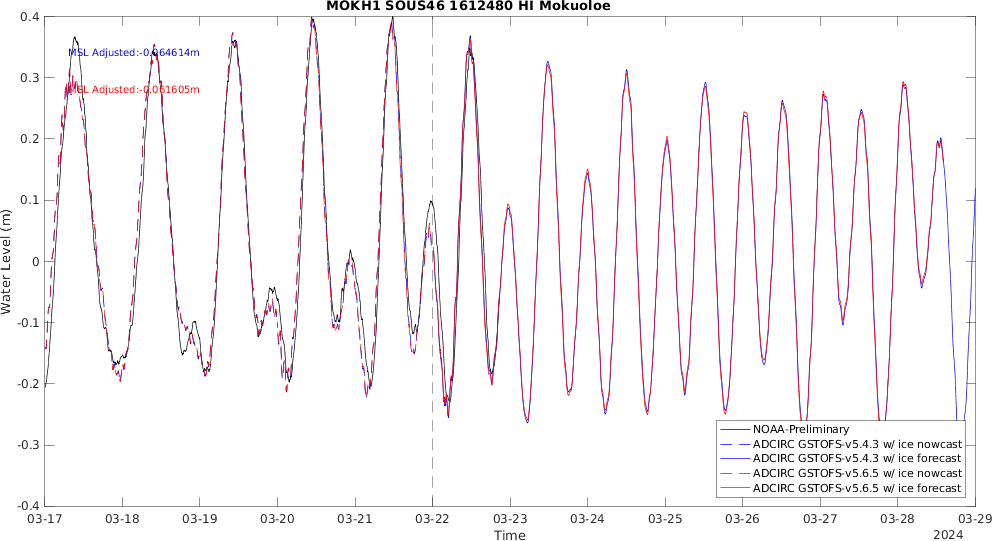 MOKH1 SOUS46 1612480 HI Mokuoloe
MSL Adjusted:-0.064614m
MSL Adjusted:-0.061605m
Water Level (m)
0.4
0.3
0.2
0.1
0
-0.1
-0.2
-0.3
-0.4
NOAA-Preliminary
ADCIRC GSTOFS-v5.4.3 w/ ice nowcast
ADCIRC GSTOFS-v5.4.3 w/ ice forecast
ADCIRC GSTOFS-v5.6.5 w/ ice nowcast
ADCIRC GSTOFS-v5.6.5 w/ ice forecast
03-17 03-18 03-19 03-20 03-21 03-22 03-23 03-24 03-25 03-26 03-27 03-28 03-29
Time
2024